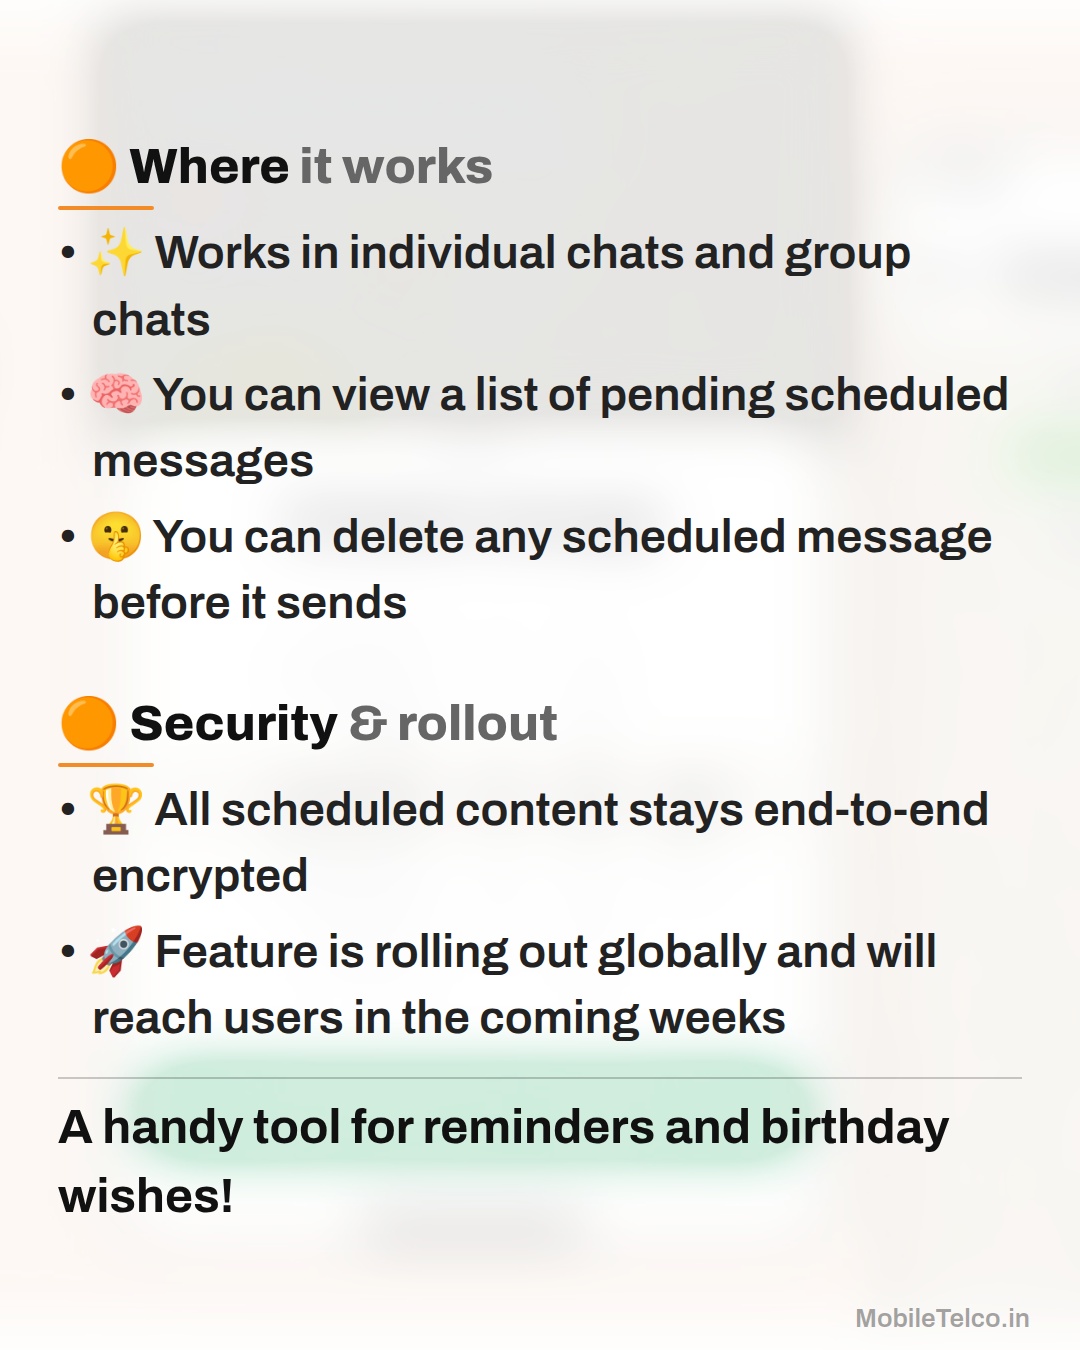 🟠 Where it works
• ✨ Works in individual chats and group
chats
• 🧠 You can view a list of pending scheduled
messages
• 🤫 You can delete any scheduled message
before it sends
🟠 Security & rollout
• 🏆 All scheduled content stays end-to-end
encrypted
• 🚀 Feature is rolling out globally and will
reach users in the coming weeks
A handy tool for reminders and birthday
wishes!
MobileTelco.in